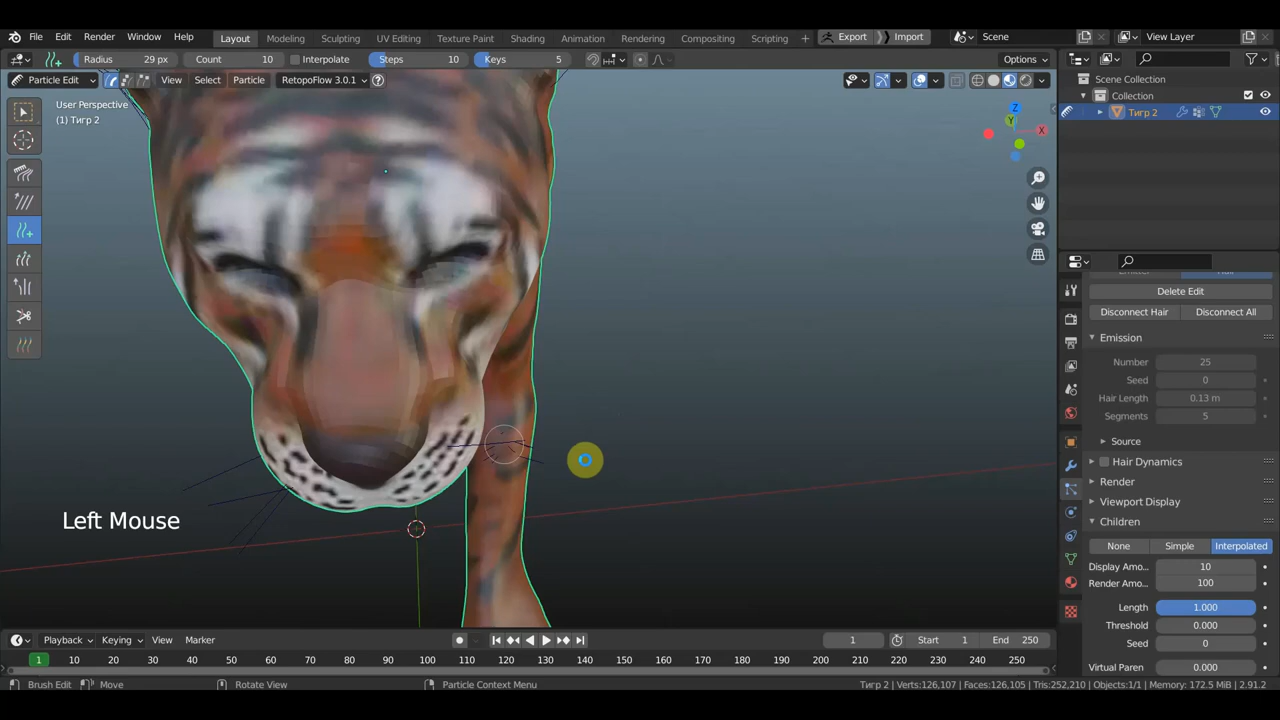 File Edit Render Window Help Layout Modeling Sculpting UV Editing Texture Paint Shading Animation Rendering Compositing Scripting + Export Import Scene View Layer
Radius 29 px Count 10 Interpolate Steps 10 Keys 5 Options
Particle Edit View Select Particle RetopoFlow 3.0.1
User Perspective
(1) Тигр 2
Z
Y
X
Scene Collection
Collection
Тигр 2
Delete Edit
Disconnect Hair Disconnect All
Emission
Number 25
Seed 0
Hair Length 0.13 m
Segments 5
Source
Hair Dynamics
Render
Viewport Display
Children
None Simple Interpolated
Display Amo... 10
Render Amo... 100
Length 1.000
Threshold 0.000
Seed 0
Virtual Paren 0.000
Left Mouse
Playback Keying View Marker 1 Start 1 End 250
1 10 20 30 40 50 60 70 80 90 100 110 120 130 140 150 160 170 180 190 200 210 220 230 240 250
Brush Edit Move Rotate View Particle Context Menu Тигр 2 | Verts:126,107 | Faces:126,105 | Tris:252,210 | Objects:1/1 | Memory: 172.5 MiB | 2.91.2